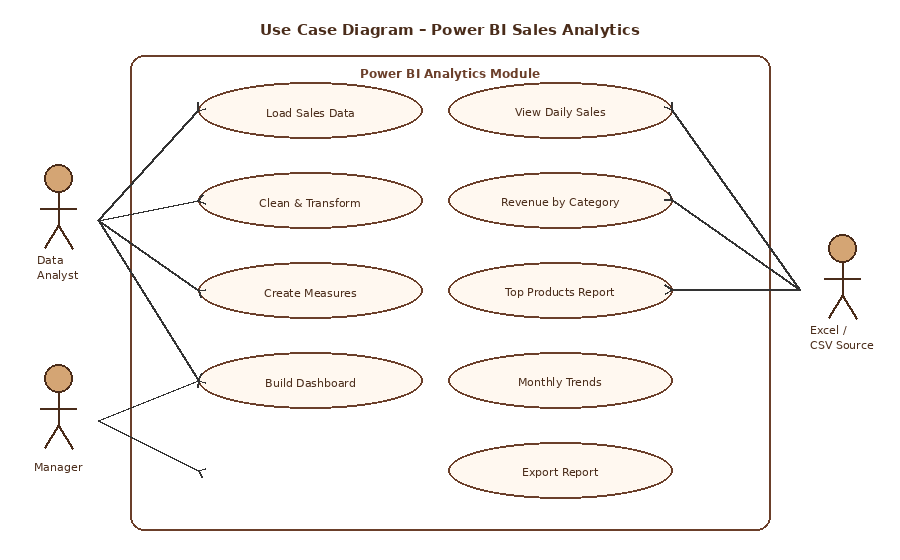 Use Case Diagram – Power BI Sales Analytics
Power BI Analytics Module
Load Sales Data
View Daily Sales
Clean & Transform
Revenue by Category
Data
Analyst
Create Measures
Top Products Report
Excel /
CSV Source
Build Dashboard
Monthly Trends
Manager
Export Report